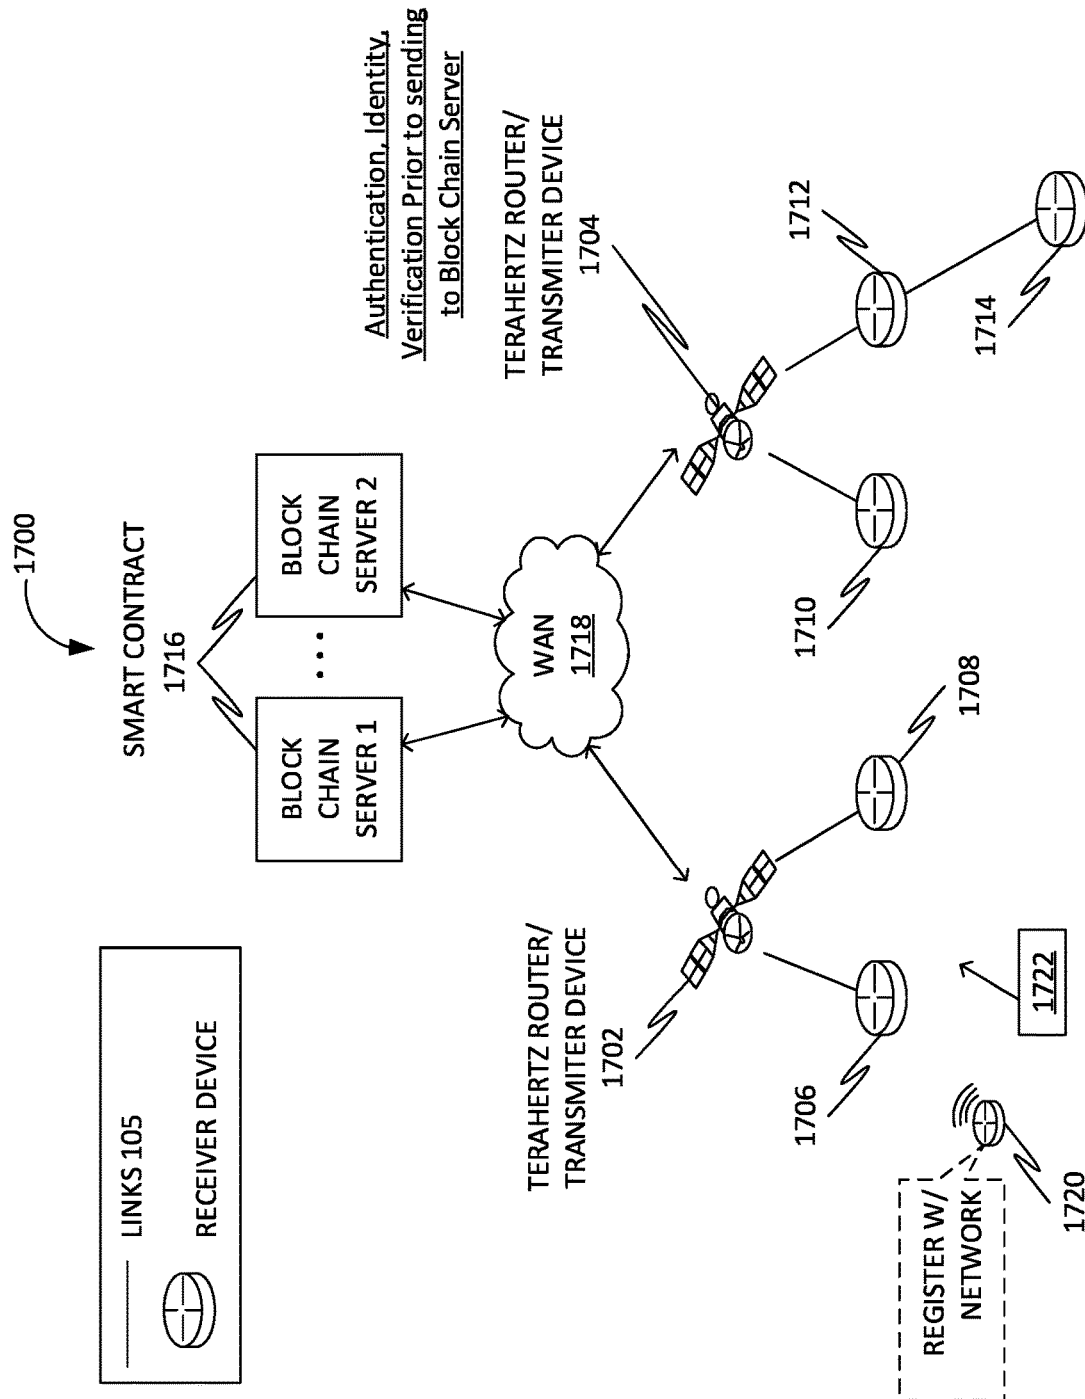 1700
SMART CONTRACT
1716
LINKS 105
RECEIVER DEVICE
BLOCK
CHAIN
SERVER 1
...
BLOCK
CHAIN
SERVER 2
Authentication, Identity,
Verification Prior to sending
to Block Chain Server
WAN
1718
TERAHERTZ ROUTER/
TRANSMITER DEVICE
1702
TERAHERTZ ROUTER/
TRANSMITER DEVICE
1704
1706
1708
1710
1712
1714
REGISTER W/
NETWORK
1720
1722